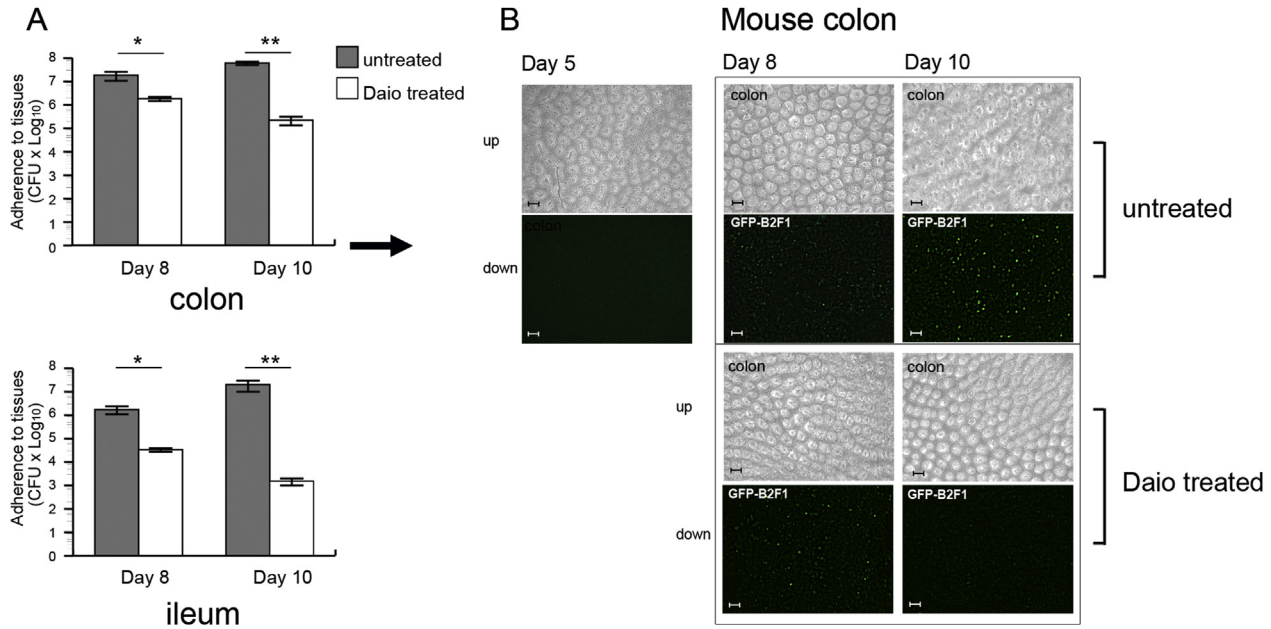 A
8
7
6
5
4
3
2
1
0
Adherence to tissues
(CFU x Log10)
*
**
untreated
Daio treated
Day 8
Day 10
colon
8
7
6
5
4
3
2
1
0
Adherence to tissues
(CFU x Log10)
*
**
Day 8
Day 10
ileum
B
Mouse colon
Day 5
Day 8
Day 10
up
colon
colon
down
colon
GFP-B2F1
GFP-B2F1
untreated
up
colon
colon
down
GFP-B2F1
GFP-B2F1
Daio treated